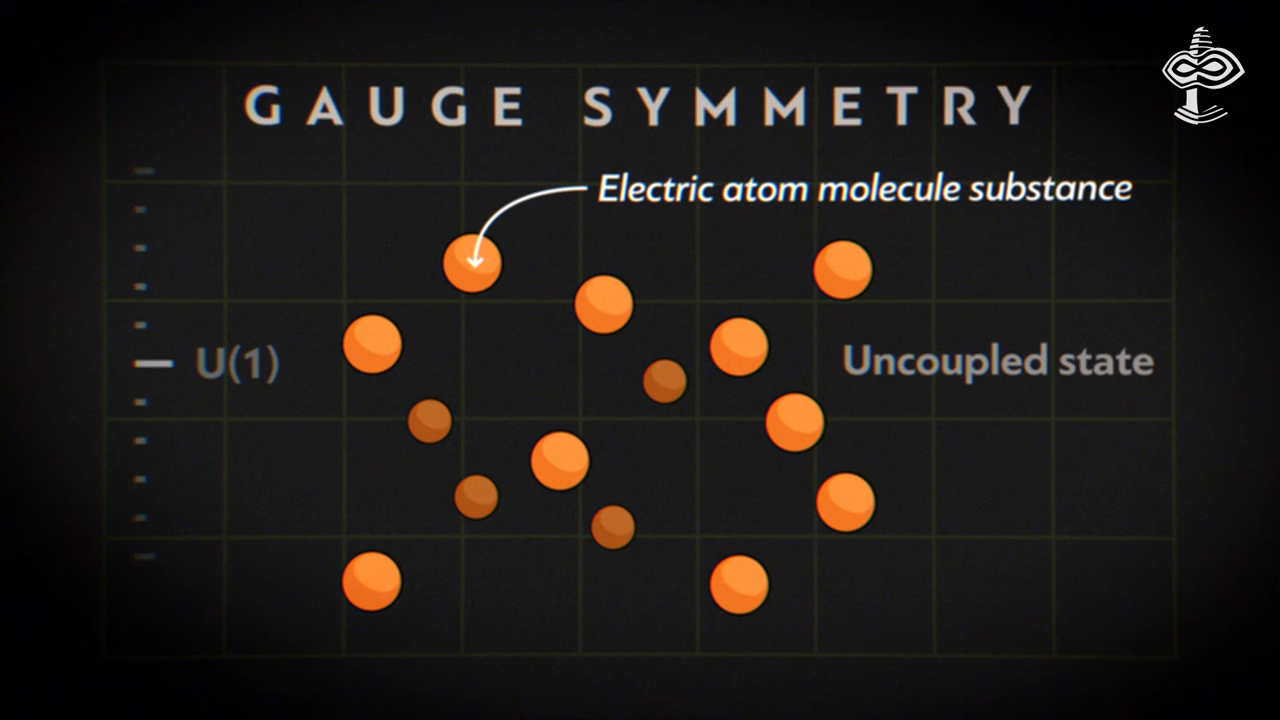 GAUGE SYMMETRY
Electric atom molecule substance
U(1)
Uncoupled state